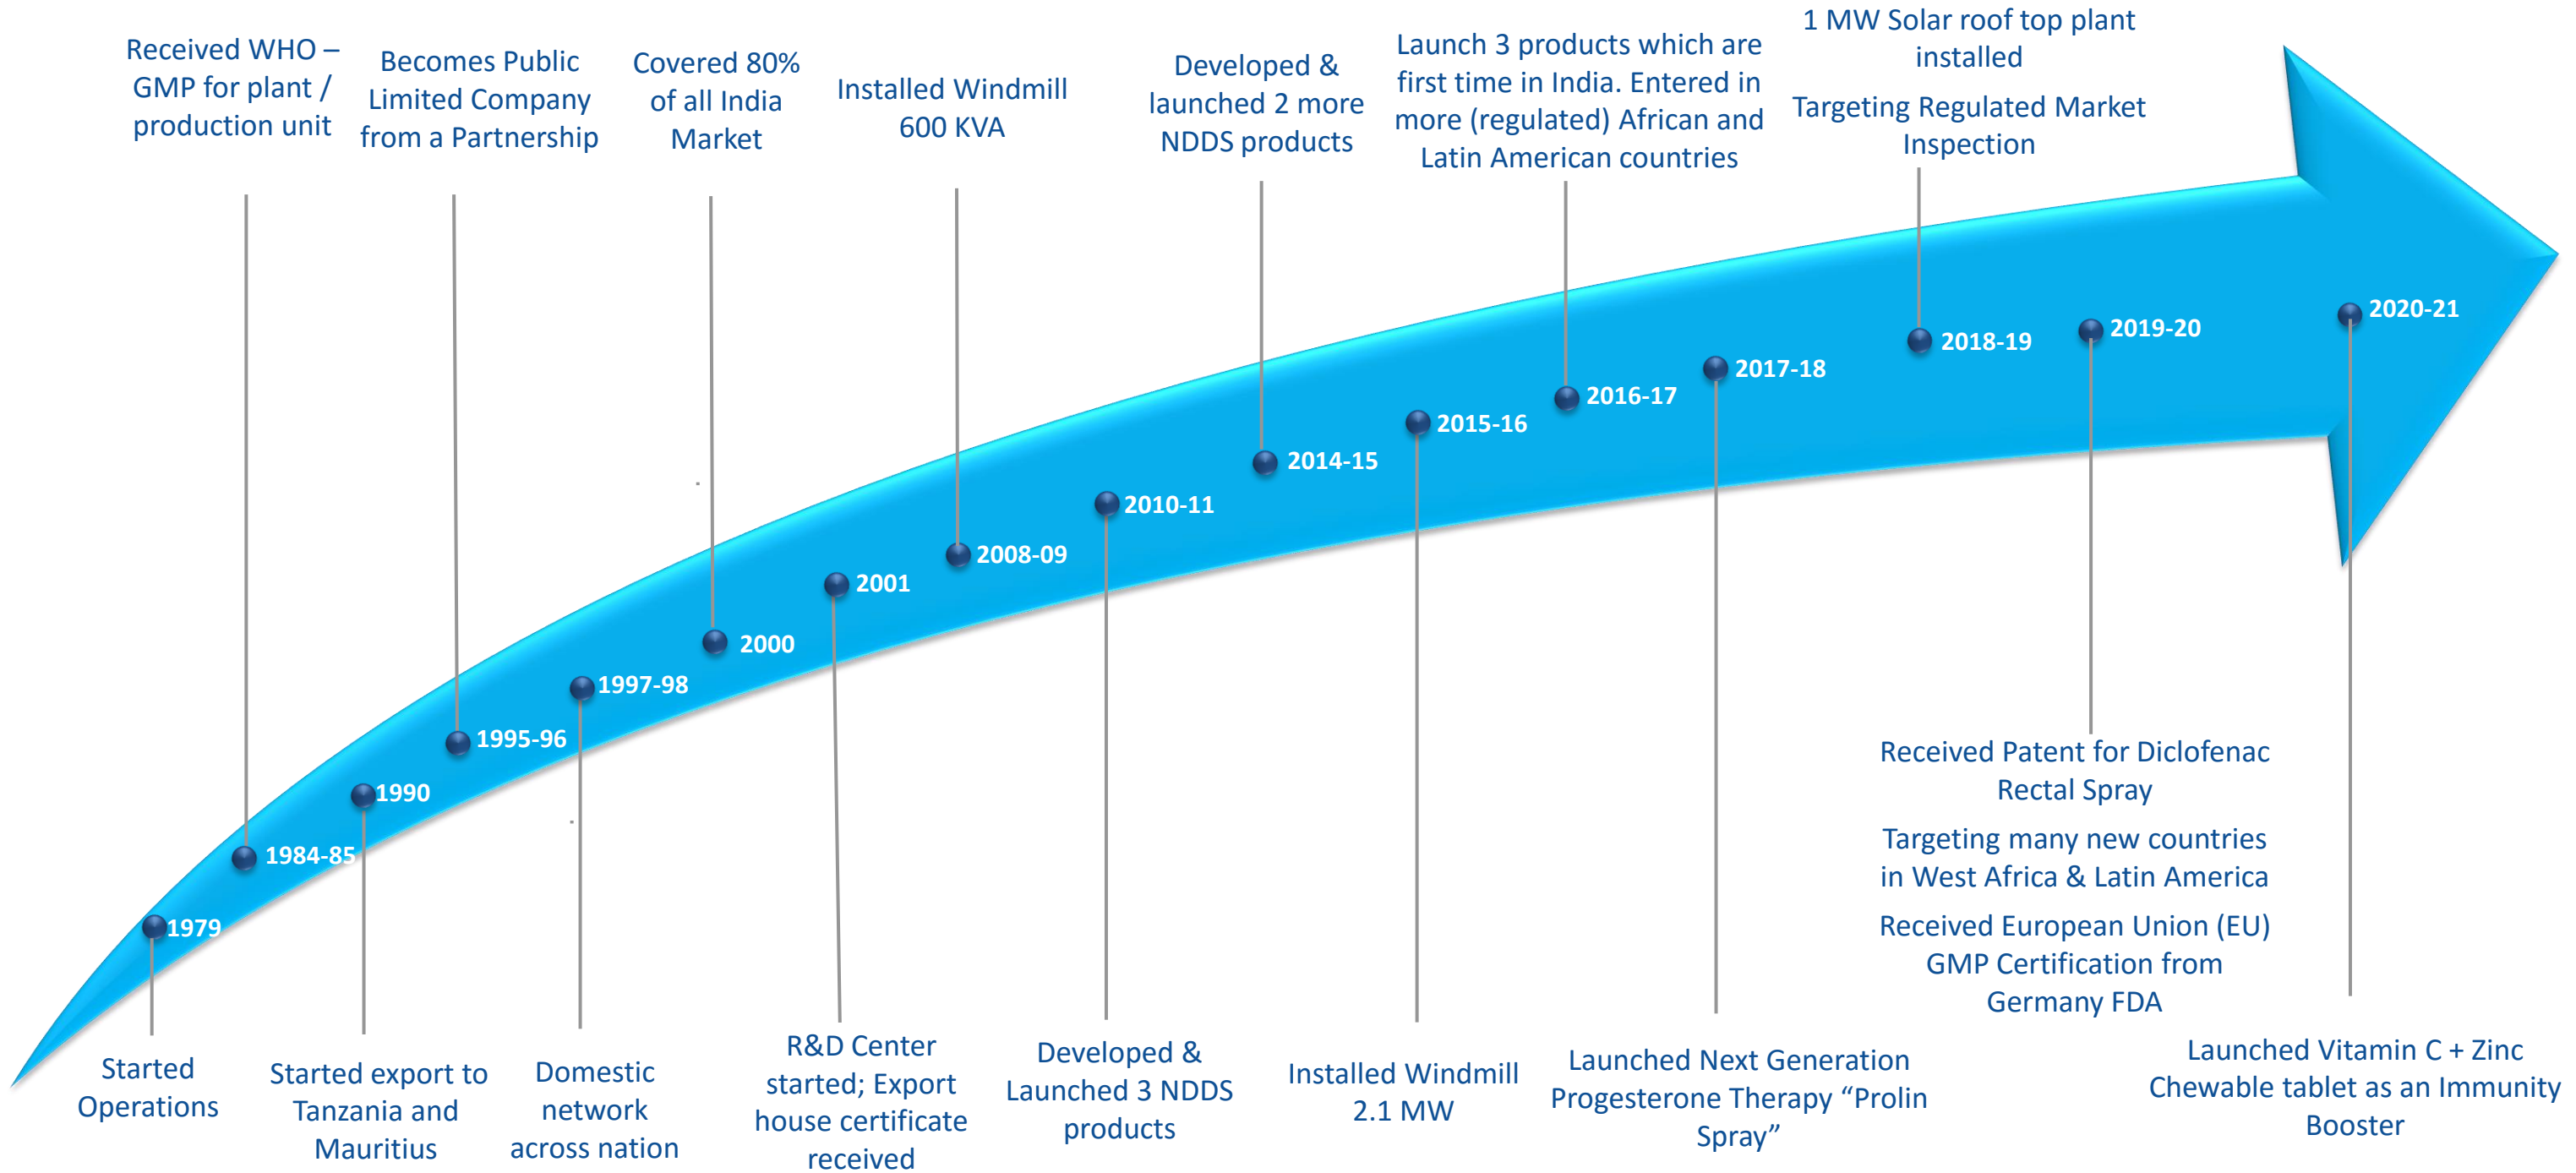 Received WHO –
GMP for plant /
production unit
Becomes Public
Limited Company
from a Partnership
Covered 80%
of all India
Market
Installed Windmill
600 KVA
Developed &
launched 2 more
NDDS products
Launch 3 products which are
first time in India. Entered in
more (regulated) African and
Latin American countries
1 MW Solar roof top plant
installed
Targeting Regulated Market
Inspection
1979
1984-85
1990
1995-96
1997-98
2000
2001
2008-09
2010-11
2014-15
2015-16
2016-17
2017-18
2018-19
2019-20
2020-21
Started
Operations
Started export to
Tanzania and
Mauritius
Domestic
network
across nation
R&D Center
started; Export
house certificate
received
Developed &
Launched 3 NDDS
products
Installed Windmill
2.1 MW
Launched Next Generation
Progesterone Therapy “Prolin
Spray”
Received Patent for Diclofenac
Rectal Spray
Targeting many new countries
in West Africa & Latin America
Received European Union (EU)
GMP Certification from
Germany FDA
Launched Vitamin C + Zinc
Chewable tablet as an Immunity
Booster